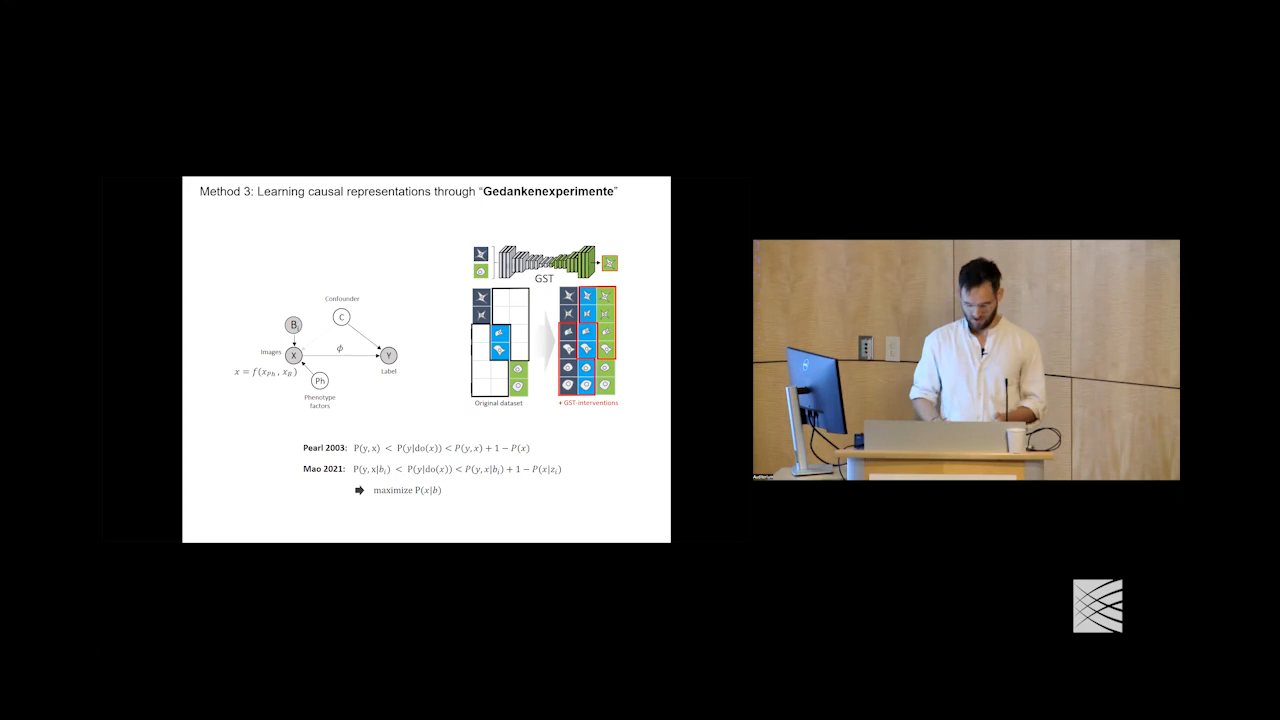 Method 3: Learning causal representations through “Gedankenexperimente”
GST
Confounder
C
B
Images
X
ϕ
Y
Label
x = f(x_Ph , x_B)
Ph
Phenotype
factors
Original dataset
+ GST-interventions
Pearl 2003: P(y, x) < P(y|do(x)) < P(y, x) + 1 − P(x)
Mao 2021: P(y, x|b_i) < P(y|do(x)) < P(y, x|b_i) + 1 − P(x|z_i)
maximize P(x|b)
Auditorium